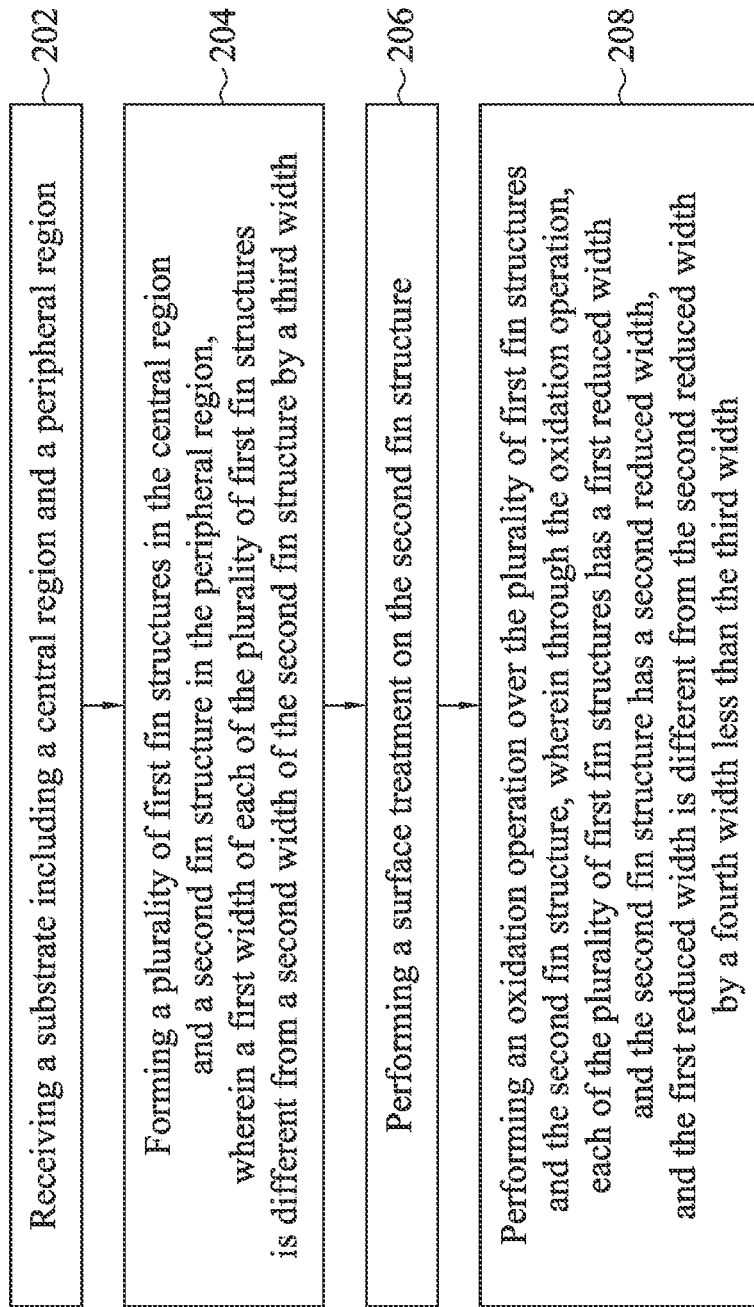 Receiving a substrate including a central region and a peripheral region
202
Forming a plurality of first fin structures in the central region
and a second fin structure in the peripheral region,
wherein a first width of each of the plurality of first fin structures
is different from a second width of the second fin structure by a third width
204
Performing a surface treatment on the second fin structure
206
Performing an oxidation operation over the plurality of first fin structures
and the second fin structure, wherein through the oxidation operation,
each of the plurality of first fin structures has a first reduced width
and the second fin structure has a second reduced width,
and the first reduced width is different from the second reduced width
by a fourth width less than the third width
208